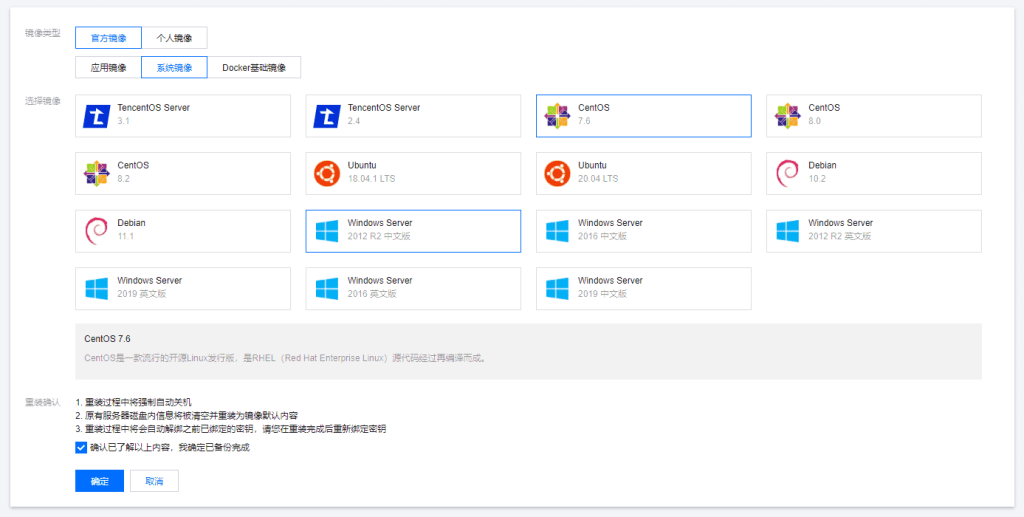 镜像类型
官方镜像 个人镜像
应用镜像 系统镜像 Docker基础镜像
选择镜像
TencentOS Server
3.1
TencentOS Server
2.4
CentOS
7.6
CentOS
8.0
CentOS
8.2
Ubuntu
18.04.1 LTS
Ubuntu
20.04 LTS
Debian
10.2
Debian
11.1
Windows Server
2012 R2 中文版
Windows Server
2016 中文版
Windows Server
2012 R2 英文版
Windows Server
2019 英文版
Windows Server
2016 英文版
Windows Server
2019 中文版
CentOS 7.6
CentOS是一款流行的开源Linux发行版，是RHEL（Red Hat Enterprise Linux）源代码经过再编译而成。
重装确认
1. 重装过程中将强制自动关机
2. 原有服务器磁盘内信息将被清空并重装为镜像默认内容
3. 重装过程中将会自动解绑之前已绑定的密钥，请您在重装完成后重新绑定密钥
确认已了解以上内容，我确定已备份完成
确定 取消